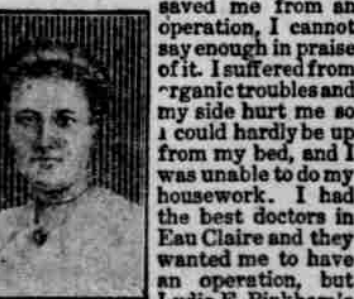 saved me from an
operation, I cannot
say enough in praise
of it. I suffered from
organic troubles and
my side hurt me so
I could hardly be up
from my bed, and I
was unable to do my
housework. I had
the best doctors in
Eau Claire and they
wanted me to have
an operation, but
Lydia E. Pinkham's